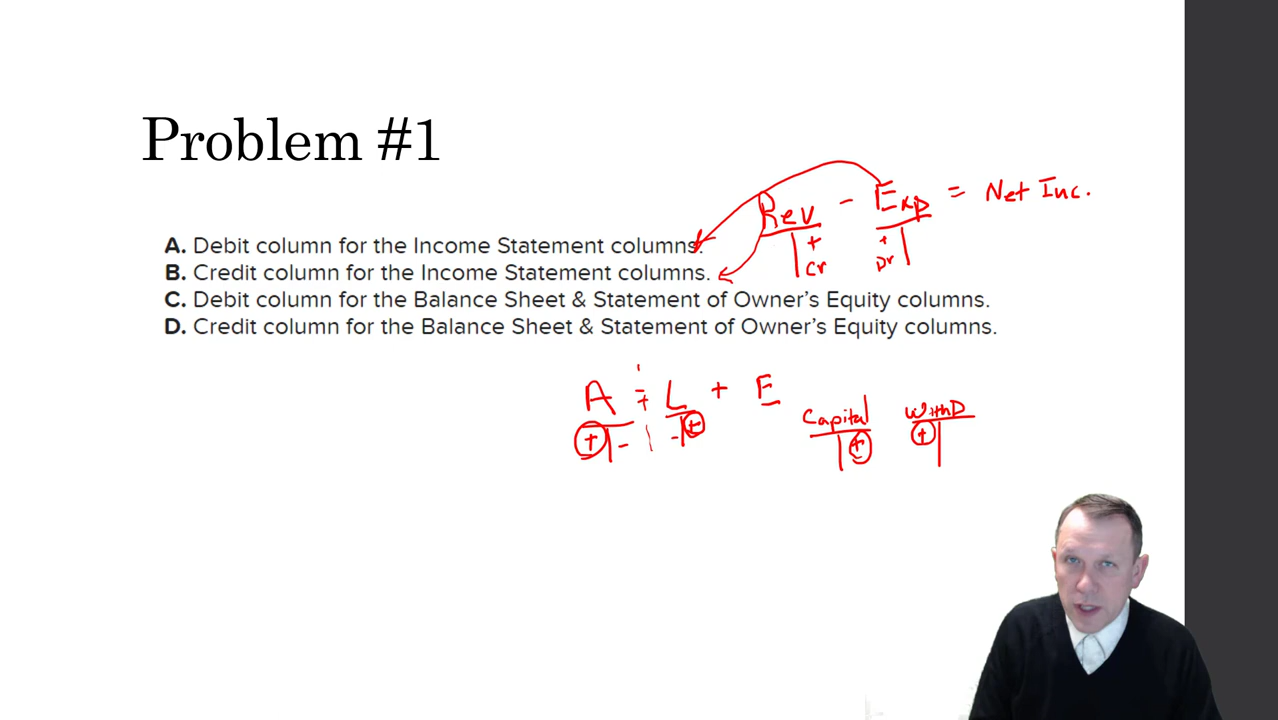 Problem #1
Rev - Exp = Net Inc.
+ +
Cr Dr
A. Debit column for the Income Statement columns.
B. Credit column for the Income Statement columns.
C. Debit column for the Balance Sheet & Statement of Owner's Equity columns.
D. Credit column for the Balance Sheet & Statement of Owner's Equity columns.
A = L + E
Capital WithD
+ - - + + +